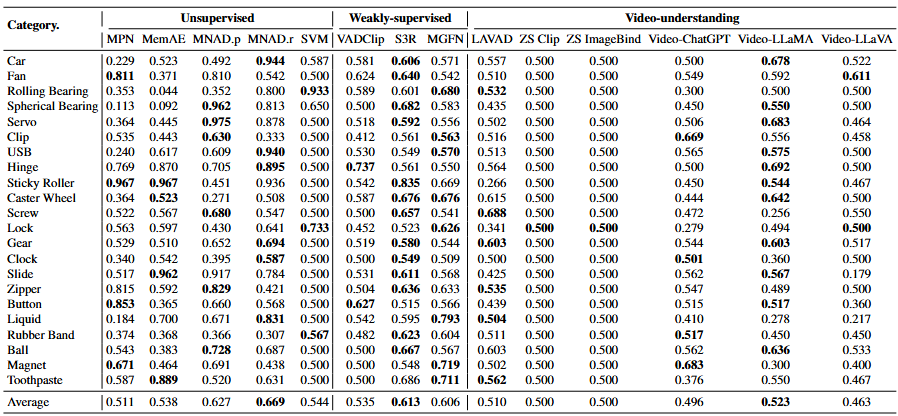 Category. Unsupervised Weakly-supervised Video-understanding
MPN MemAE MNAD.p MNAD.r SVM VADClip S3R MGFN LAVAD ZS Clip ZS ImageBind Video-ChatGPT Video-LLaMA Video-LLaVA
Car 0.229 0.523 0.492 0.944 0.587 0.581 0.606 0.571 0.557 0.500 0.500 0.500 0.678 0.522
Fan 0.811 0.371 0.810 0.542 0.500 0.624 0.640 0.542 0.510 0.500 0.500 0.549 0.592 0.611
Rolling Bearing 0.353 0.044 0.352 0.800 0.933 0.589 0.601 0.680 0.532 0.500 0.500 0.300 0.500 0.500
Spherical Bearing 0.113 0.092 0.962 0.813 0.650 0.500 0.682 0.583 0.435 0.500 0.500 0.450 0.550 0.500
Servo 0.364 0.445 0.975 0.878 0.500 0.518 0.592 0.556 0.502 0.500 0.500 0.506 0.683 0.464
Clip 0.535 0.443 0.630 0.333 0.500 0.412 0.561 0.563 0.516 0.500 0.500 0.669 0.556 0.458
USB 0.240 0.617 0.609 0.940 0.500 0.530 0.549 0.570 0.513 0.500 0.500 0.565 0.575 0.500
Hinge 0.769 0.870 0.705 0.895 0.500 0.737 0.561 0.550 0.564 0.500 0.500 0.500 0.692 0.500
Sticky Roller 0.967 0.967 0.451 0.936 0.500 0.542 0.835 0.669 0.266 0.500 0.500 0.450 0.544 0.467
Caster Wheel 0.364 0.523 0.271 0.508 0.500 0.587 0.676 0.676 0.615 0.500 0.500 0.444 0.642 0.500
Screw 0.522 0.567 0.680 0.547 0.500 0.500 0.657 0.541 0.688 0.500 0.500 0.472 0.256 0.550
Lock 0.563 0.597 0.430 0.641 0.733 0.452 0.523 0.626 0.341 0.500 0.500 0.279 0.494 0.500
Gear 0.529 0.510 0.652 0.694 0.500 0.519 0.580 0.544 0.603 0.500 0.500 0.544 0.603 0.517
Clock 0.340 0.542 0.395 0.587 0.500 0.500 0.549 0.509 0.500 0.500 0.500 0.501 0.360 0.500
Slide 0.517 0.962 0.917 0.784 0.500 0.531 0.611 0.568 0.425 0.500 0.500 0.562 0.567 0.179
Zipper 0.815 0.592 0.829 0.421 0.500 0.504 0.636 0.633 0.535 0.500 0.500 0.547 0.489 0.500
Button 0.853 0.365 0.660 0.568 0.500 0.627 0.515 0.566 0.439 0.500 0.500 0.515 0.517 0.360
Liquid 0.184 0.700 0.671 0.831 0.500 0.542 0.595 0.793 0.504 0.500 0.500 0.410 0.278 0.217
Rubber Band 0.374 0.368 0.366 0.307 0.567 0.482 0.623 0.604 0.511 0.500 0.500 0.517 0.450 0.450
Ball 0.543 0.383 0.728 0.687 0.500 0.500 0.667 0.567 0.603 0.500 0.500 0.562 0.636 0.533
Magnet 0.671 0.464 0.691 0.438 0.500 0.500 0.548 0.719 0.502 0.500 0.500 0.683 0.300 0.400
Toothpaste 0.587 0.889 0.520 0.631 0.500 0.500 0.686 0.711 0.562 0.500 0.500 0.376 0.550 0.467
Average 0.511 0.538 0.627 0.669 0.544 0.535 0.613 0.606 0.510 0.500 0.500 0.496 0.523 0.463